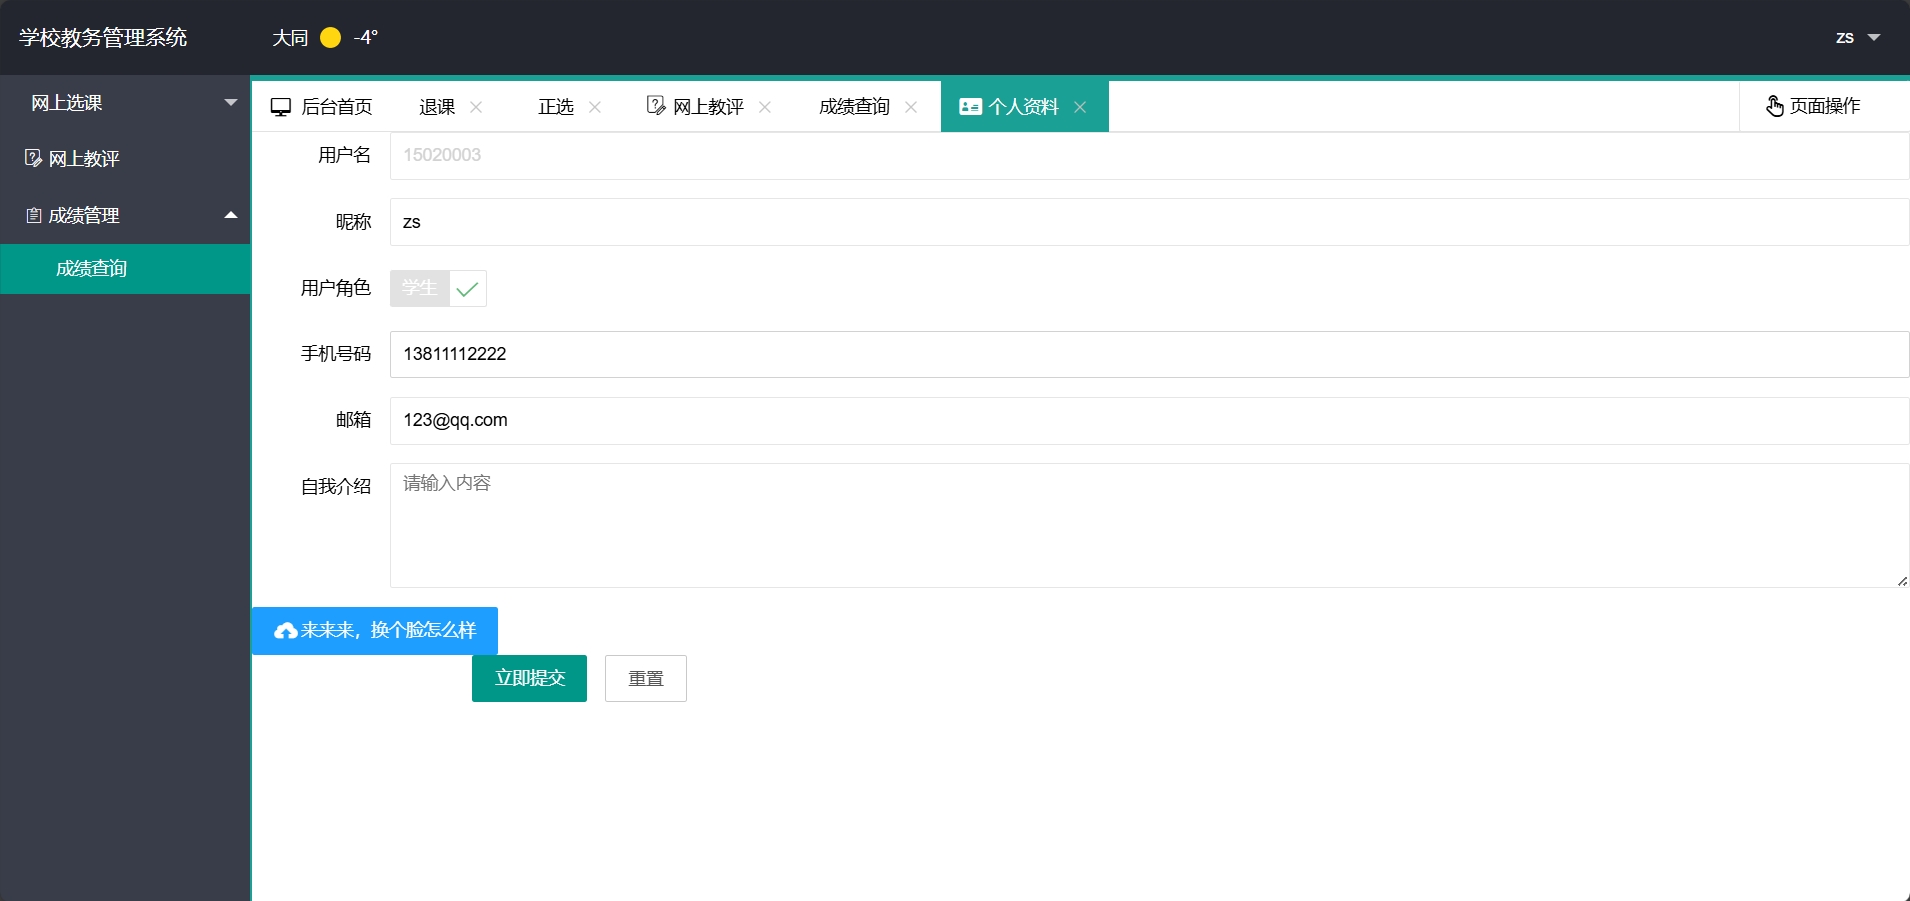 学校教务管理系统
大同 -4°
zs
网上选课
网上教评
成绩管理
成绩查询
后台首页 退课 正选 网上教评 成绩查询 个人资料 页面操作
用户名 15020003
昵称 zs
用户角色 学生
手机号码 13811112222
邮箱 123@qq.com
自我介绍 请输入内容
来来来，换个脸怎么样
立即提交 重置